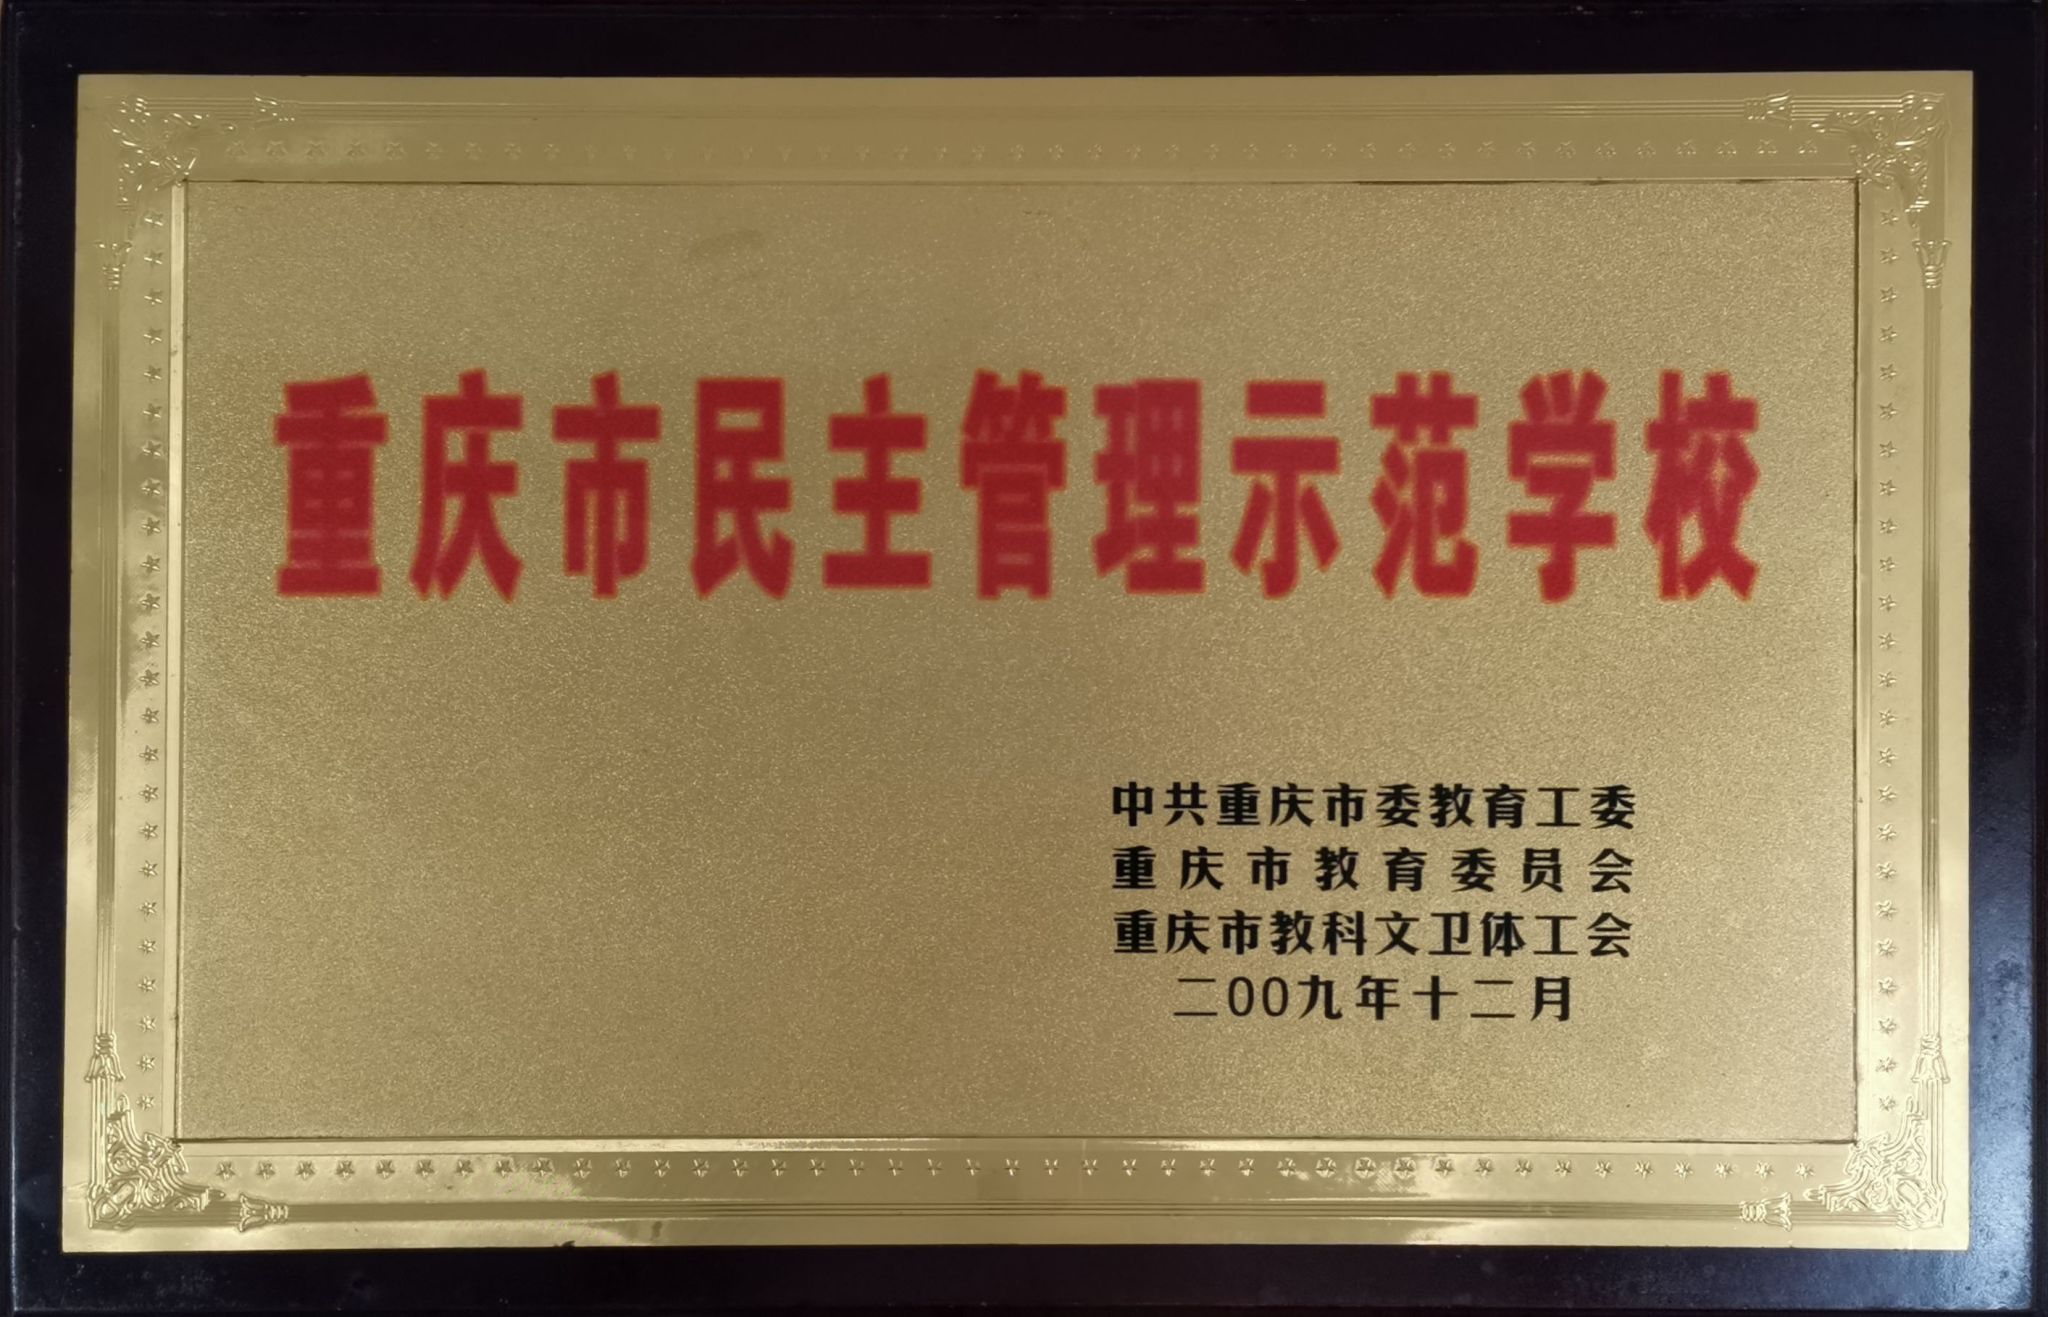 重庆市民主管理示范学校
中共重庆市委教育工委
重庆市教育委员会
重庆市教科文卫体工会
二00九年十二月